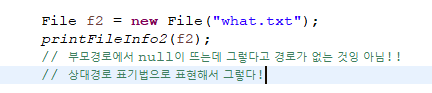 File f2 = new File("what.txt");
printFileInfo2(f2);
// 부모경로에서 null이 뜨는데 그렇다고 경로가 없는 것잉 아님!!
// 상대경로 표기법으로 표현해서 그렇다!